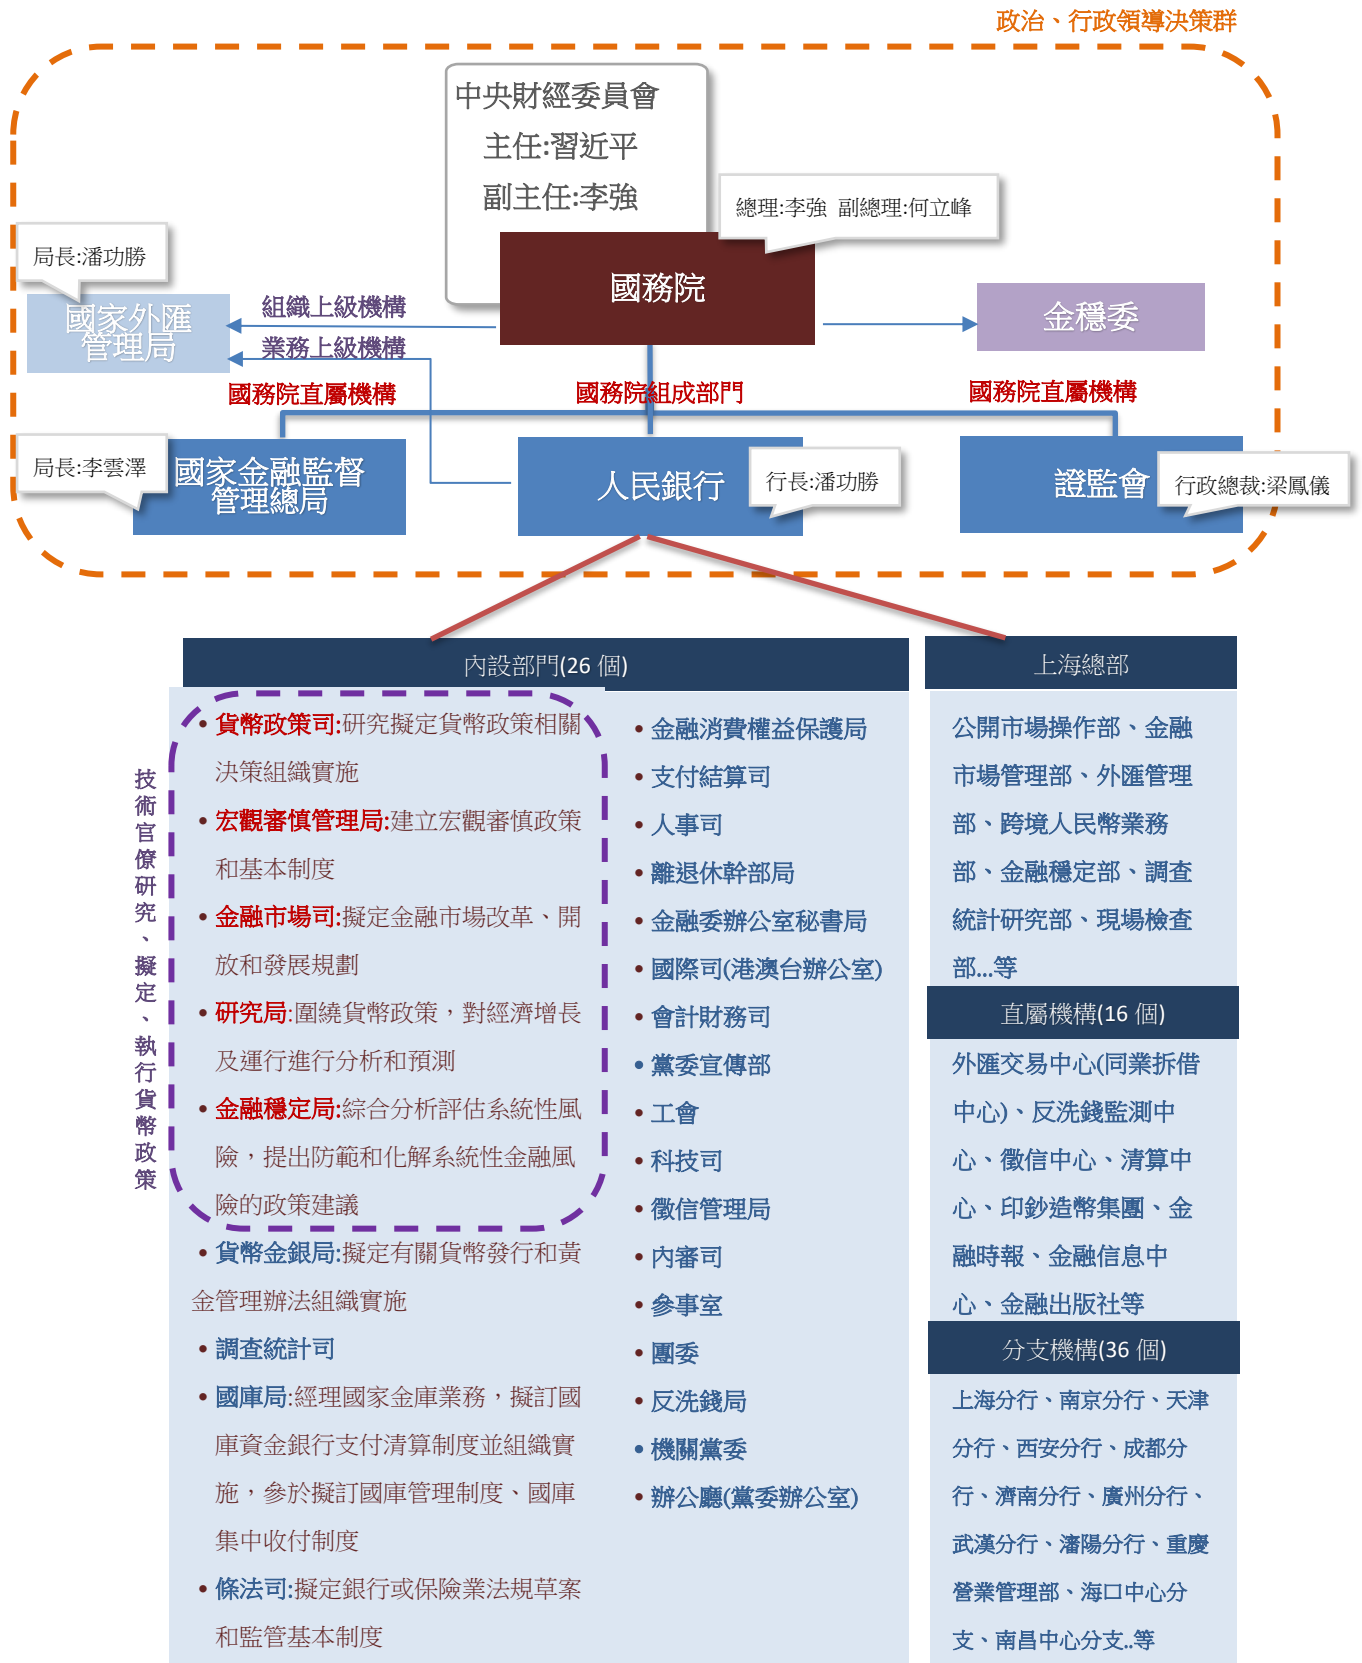 政治、行政領導決策群
中央財經委員會
主任:習近平
副主任:李強
總理:李強 副總理:何立峰
國務院
局長:潘功勝
國家外匯
管理局
組織上級機構
業務上級機構
金穩委
國務院直屬機構
國務院組成部門
國務院直屬機構
局長:李雲澤
國家金融監督
管理總局
人民銀行
行長:潘功勝
證監會
行政總裁:梁鳳儀
技術官僚研究、擬定、執行貨幣政策
內設部門(26 個)
• 貨幣政策司:研究擬定貨幣政策相關
決策組織實施
• 宏觀審慎管理局:建立宏觀審慎政策
和基本制度
• 金融市場司:擬定金融市場改革、開
放和發展規劃
• 研究局:圍繞貨幣政策,對經濟增長
及運行進行分析和預測
• 金融穩定局:綜合分析評估系統性風
險,提出防範和化解系統性金融風
險的政策建議
• 貨幣金銀局:擬定有關貨幣發行和黃
金管理辦法組織實施
• 調查統計司
• 國庫局:經理國家金庫業務,擬訂國
庫資金銀行支付清算制度並組織實
施,參於擬訂國庫管理制度、國庫
集中收付制度
• 條法司:擬定銀行或保險業法規草案
和監管基本制度
• 金融消費權益保護局
• 支付結算司
• 人事司
• 離退休幹部局
• 金融委辦公室秘書局
• 國際司(港澳台辦公室)
• 會計財務司
• 黨委宣傳部
• 工會
• 科技司
• 徵信管理局
• 內審司
• 參事室
• 團委
• 反洗錢局
• 機關黨委
• 辦公廳(黨委辦公室)
上海總部
公開市場操作部、金融
市場管理部、外匯管理
部、跨境人民幣業務
部、金融穩定部、調查
統計研究部、現場檢查
部...等
直屬機構(16 個)
外匯交易中心(同業拆借
中心)、反洗錢監測中
心、徵信中心、清算中
心、印鈔造幣集團、金
融時報、金融信息中
心、金融出版社等
分支機構(36 個)
上海分行、南京分行、天津
分行、西安分行、成都分
行、濟南分行、廣州分行、
武漢分行、瀋陽分行、重慶
營業管理部、海口中心分
支、南昌中心分支..等